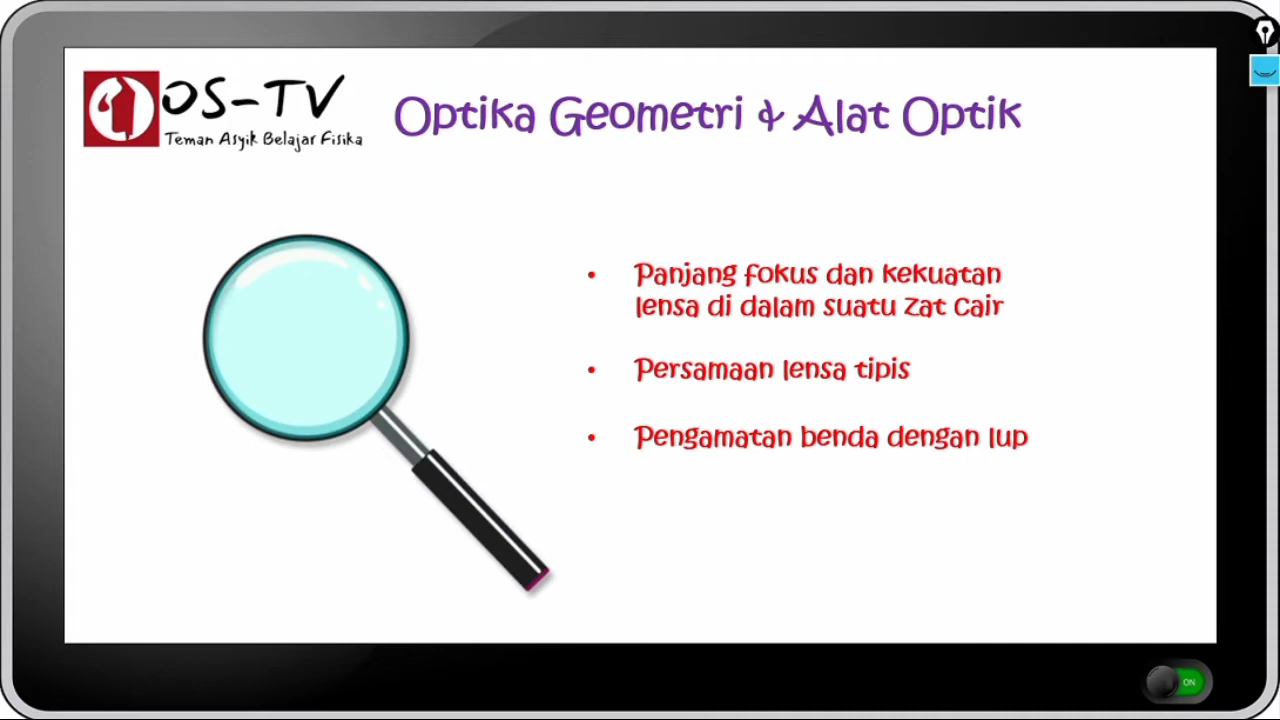 OS-TV
Teman Asyik Belajar Fisika
Optika Geometri & Alat Optik
• Panjang fokus dan kekuatan
lensa di dalam suatu zat cair
• Persamaan lensa tipis
• Pengamatan benda dengan lup
ON